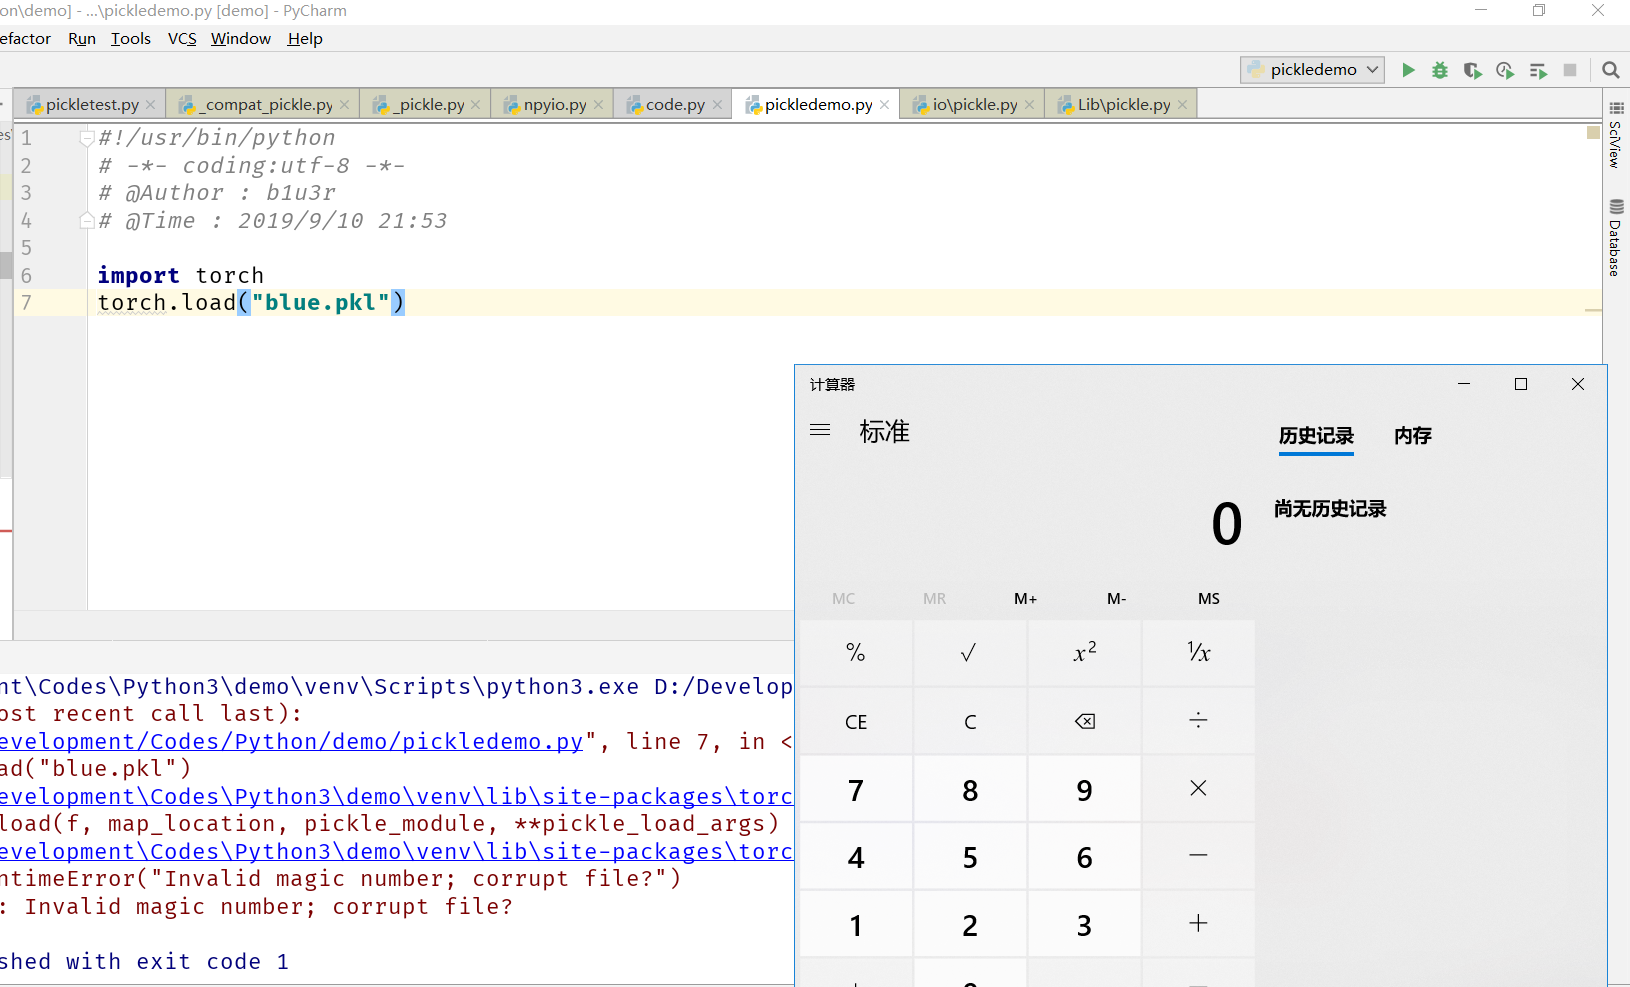 on\demo] - ...\pickledemo.py [demo] - PyCharm
efactor Run Tools VCS Window Help
pickledemo
pickletest.py _compat_pickle.py _pickle.py npyio.py code.py pickledemo.py io\pickle.py Lib\pickle.py
1 #!/usr/bin/python
2 # -*- coding:utf-8 -*-
3 # @Author : b1u3r
4 # @Time : 2019/9/10 21:53
5
6 import torch
7 torch.load("blue.pkl")
SciView
Database
计算器
标准
历史记录 内存
0
尚无历史记录
MC MR M+ M- MS
% √ x² ¹/x
CE C ÷
7 8 9 ×
4 5 6 −
1 2 3 +
nt\Codes\Python3\demo\venv\Scripts\python3.exe D:/Develop
ost recent call last):
evelopment/Codes/Python/demo/pickledemo.py", line 7, in <
ad("blue.pkl")
evelopment\Codes\Python3\demo\venv\lib\site-packages\torc
load(f, map_location, pickle_module, **pickle_load_args)
evelopment\Codes\Python3\demo\venv\lib\site-packages\torc
ntimeError("Invalid magic number; corrupt file?")
: Invalid magic number; corrupt file?
shed with exit code 1